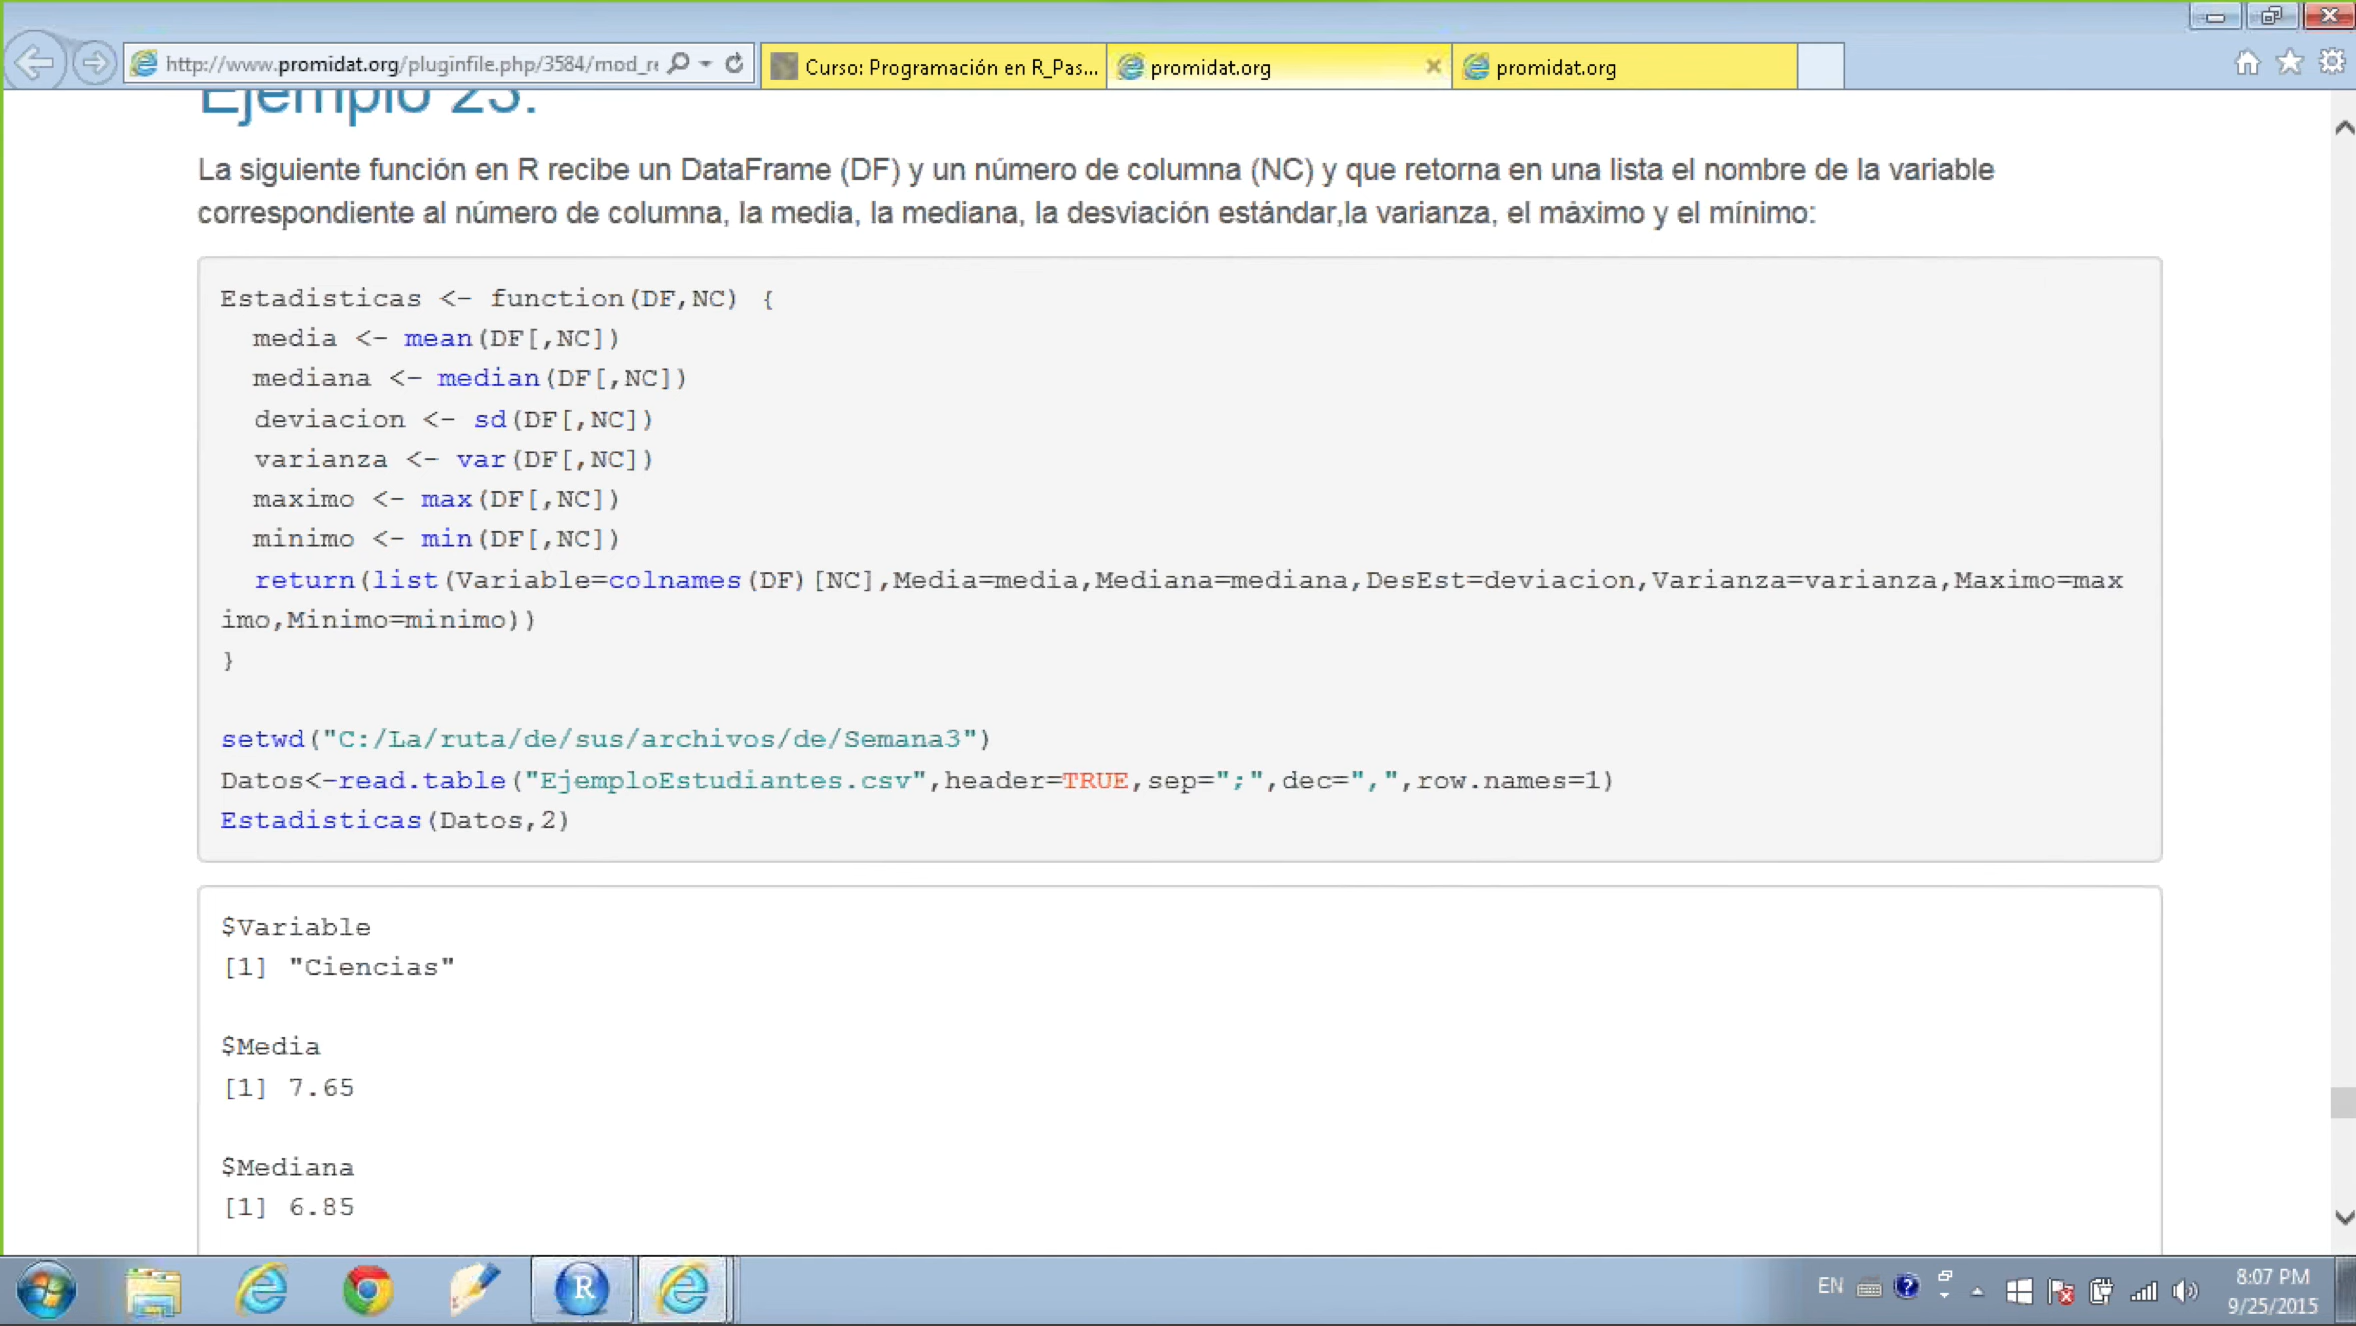 http://www.promidat.org/pluginfile.php/3584/mod_re
Curso: Programación en R_Pas...
promidat.org
promidat.org
Ejemplo 23:
La siguiente función en R recibe un DataFrame (DF) y un número de columna (NC) y que retorna en una lista el nombre de la variable
correspondiente al número de columna, la media, la mediana, la desviación estándar,la varianza, el máximo y el mínimo:
Estadisticas <- function(DF,NC) {
  media <- mean(DF[,NC])
  mediana <- median(DF[,NC])
  deviacion <- sd(DF[,NC])
  varianza <- var(DF[,NC])
  maximo <- max(DF[,NC])
  minimo <- min(DF[,NC])
  return(list(Variable=colnames(DF)[NC],Media=media,Mediana=mediana,DesEst=deviacion,Varianza=varianza,Maximo=max
imo,Minimo=minimo))
}
setwd("C:/La/ruta/de/sus/archivos/de/Semana3")
Datos<-read.table("EjemploEstudiantes.csv",header=TRUE,sep=";",dec=",",row.names=1)
Estadisticas(Datos,2)
$Variable
[1] "Ciencias"
$Media
[1] 7.65
$Mediana
[1] 6.85
R
EN
8:07 PM
9/25/2015